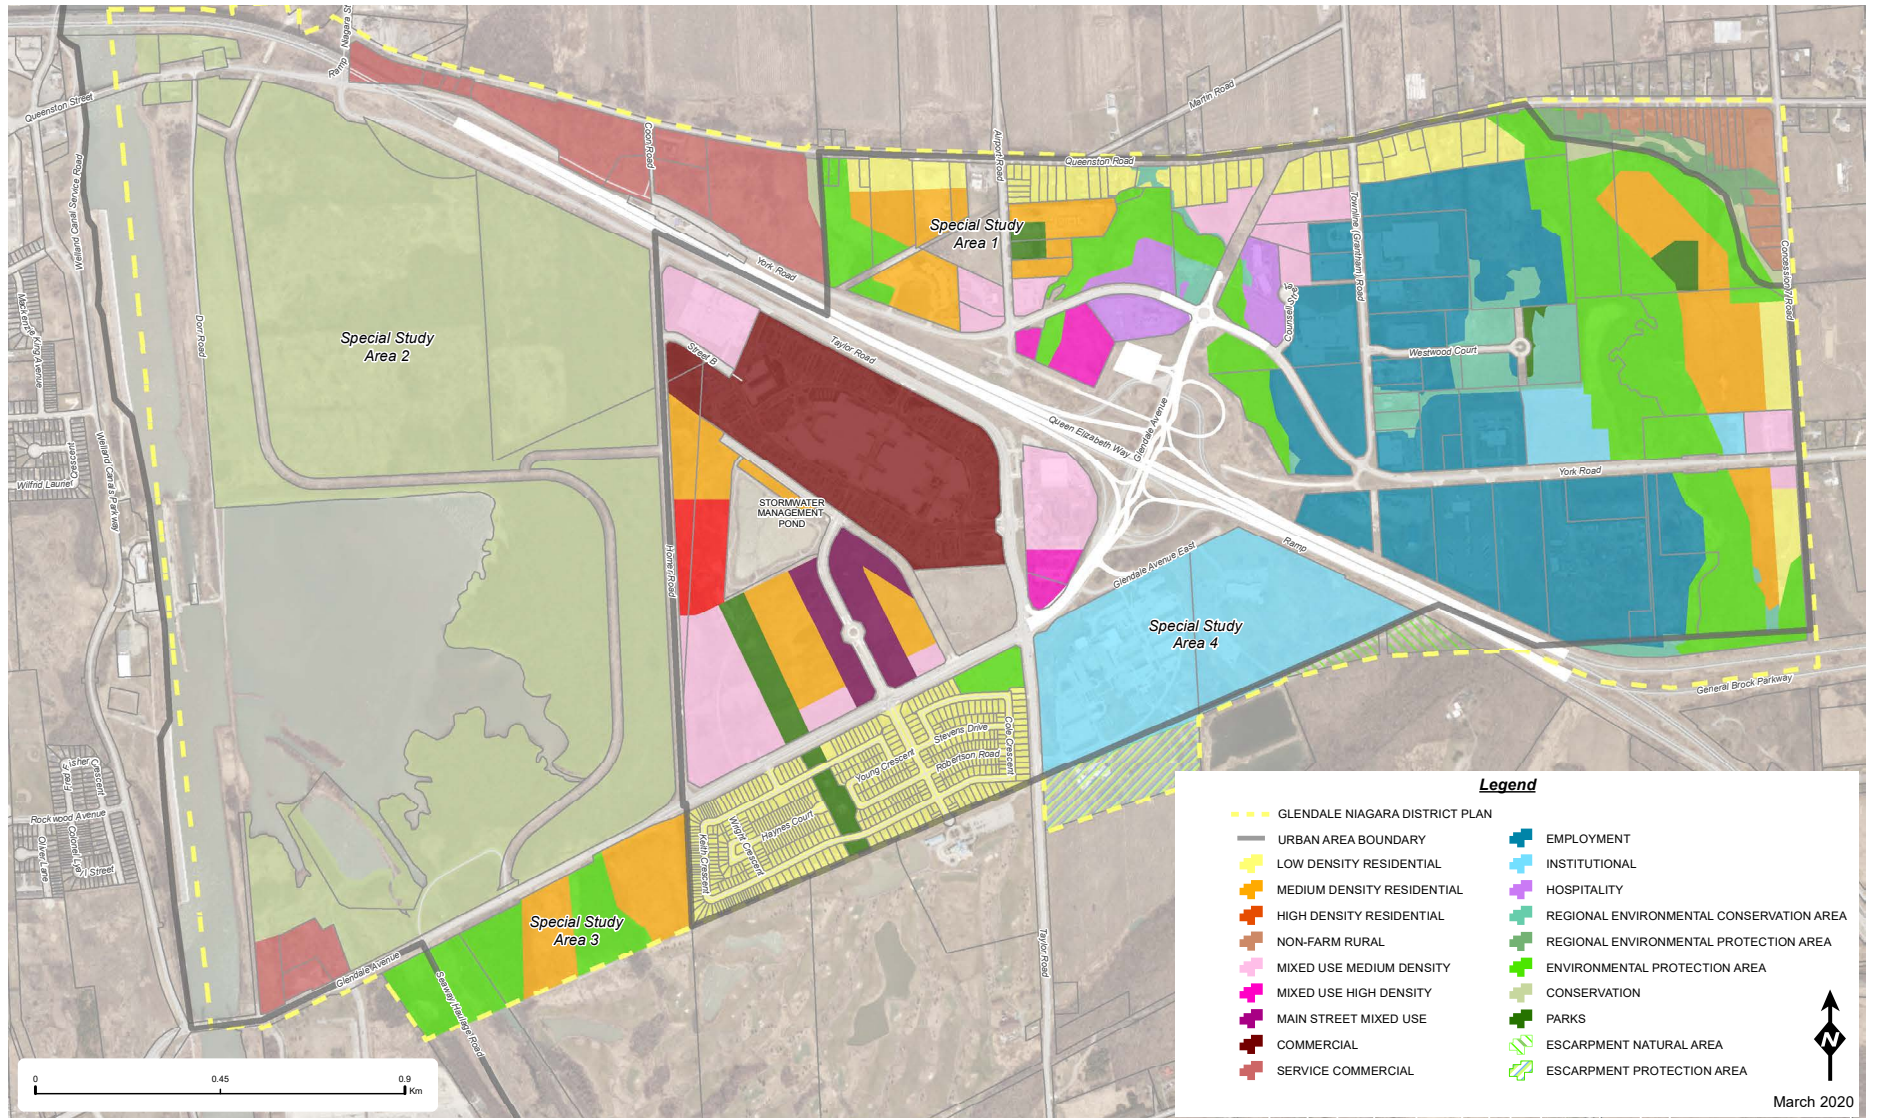 Niagara St
Ramp
Queenston Street
Welland Canal Service Road
Coon Road
Airport Road
Martin Road
Queenston Road
Special Study
Area 1
York Road
Townline (Grantham) Road
Concession 7 Road
Mackenzie King Avenue
Dorr Road
Special Study
Area 2
Street B
Taylor Road
Westwood Court
Queen Elizabeth Way
Glendale Avenue
York Road
Wilfrid Laurier
Crescent
Welland Canals Parkway
STORMWATER
MANAGEMENT
POND
Homer Road
Ramp
Glendale Avenue East
Special Study
Area 4
General Brock Parkway
Stevens Drive
Cole Crescent
Young Crescent
Robertson Road
Haynes Court
Wright Crescent
Keith Crescent
Crescent
Rockwood Avenue
Oliver Lane
Street
Special Study
Area 3
Glendale Avenue
Seaway Haulage Road
Taylor Road
Legend
GLENDALE NIAGARA DISTRICT PLAN
URBAN AREA BOUNDARY
LOW DENSITY RESIDENTIAL
MEDIUM DENSITY RESIDENTIAL
HIGH DENSITY RESIDENTIAL
NON-FARM RURAL
MIXED USE MEDIUM DENSITY
MIXED USE HIGH DENSITY
MAIN STREET MIXED USE
COMMERCIAL
SERVICE COMMERCIAL
EMPLOYMENT
INSTITUTIONAL
HOSPITALITY
REGIONAL ENVIRONMENTAL CONSERVATION AREA
REGIONAL ENVIRONMENTAL PROTECTION AREA
ENVIRONMENTAL PROTECTION AREA
CONSERVATION
PARKS
ESCARPMENT NATURAL AREA
ESCARPMENT PROTECTION AREA
N
March 2020
0 0.45 0.9
Km